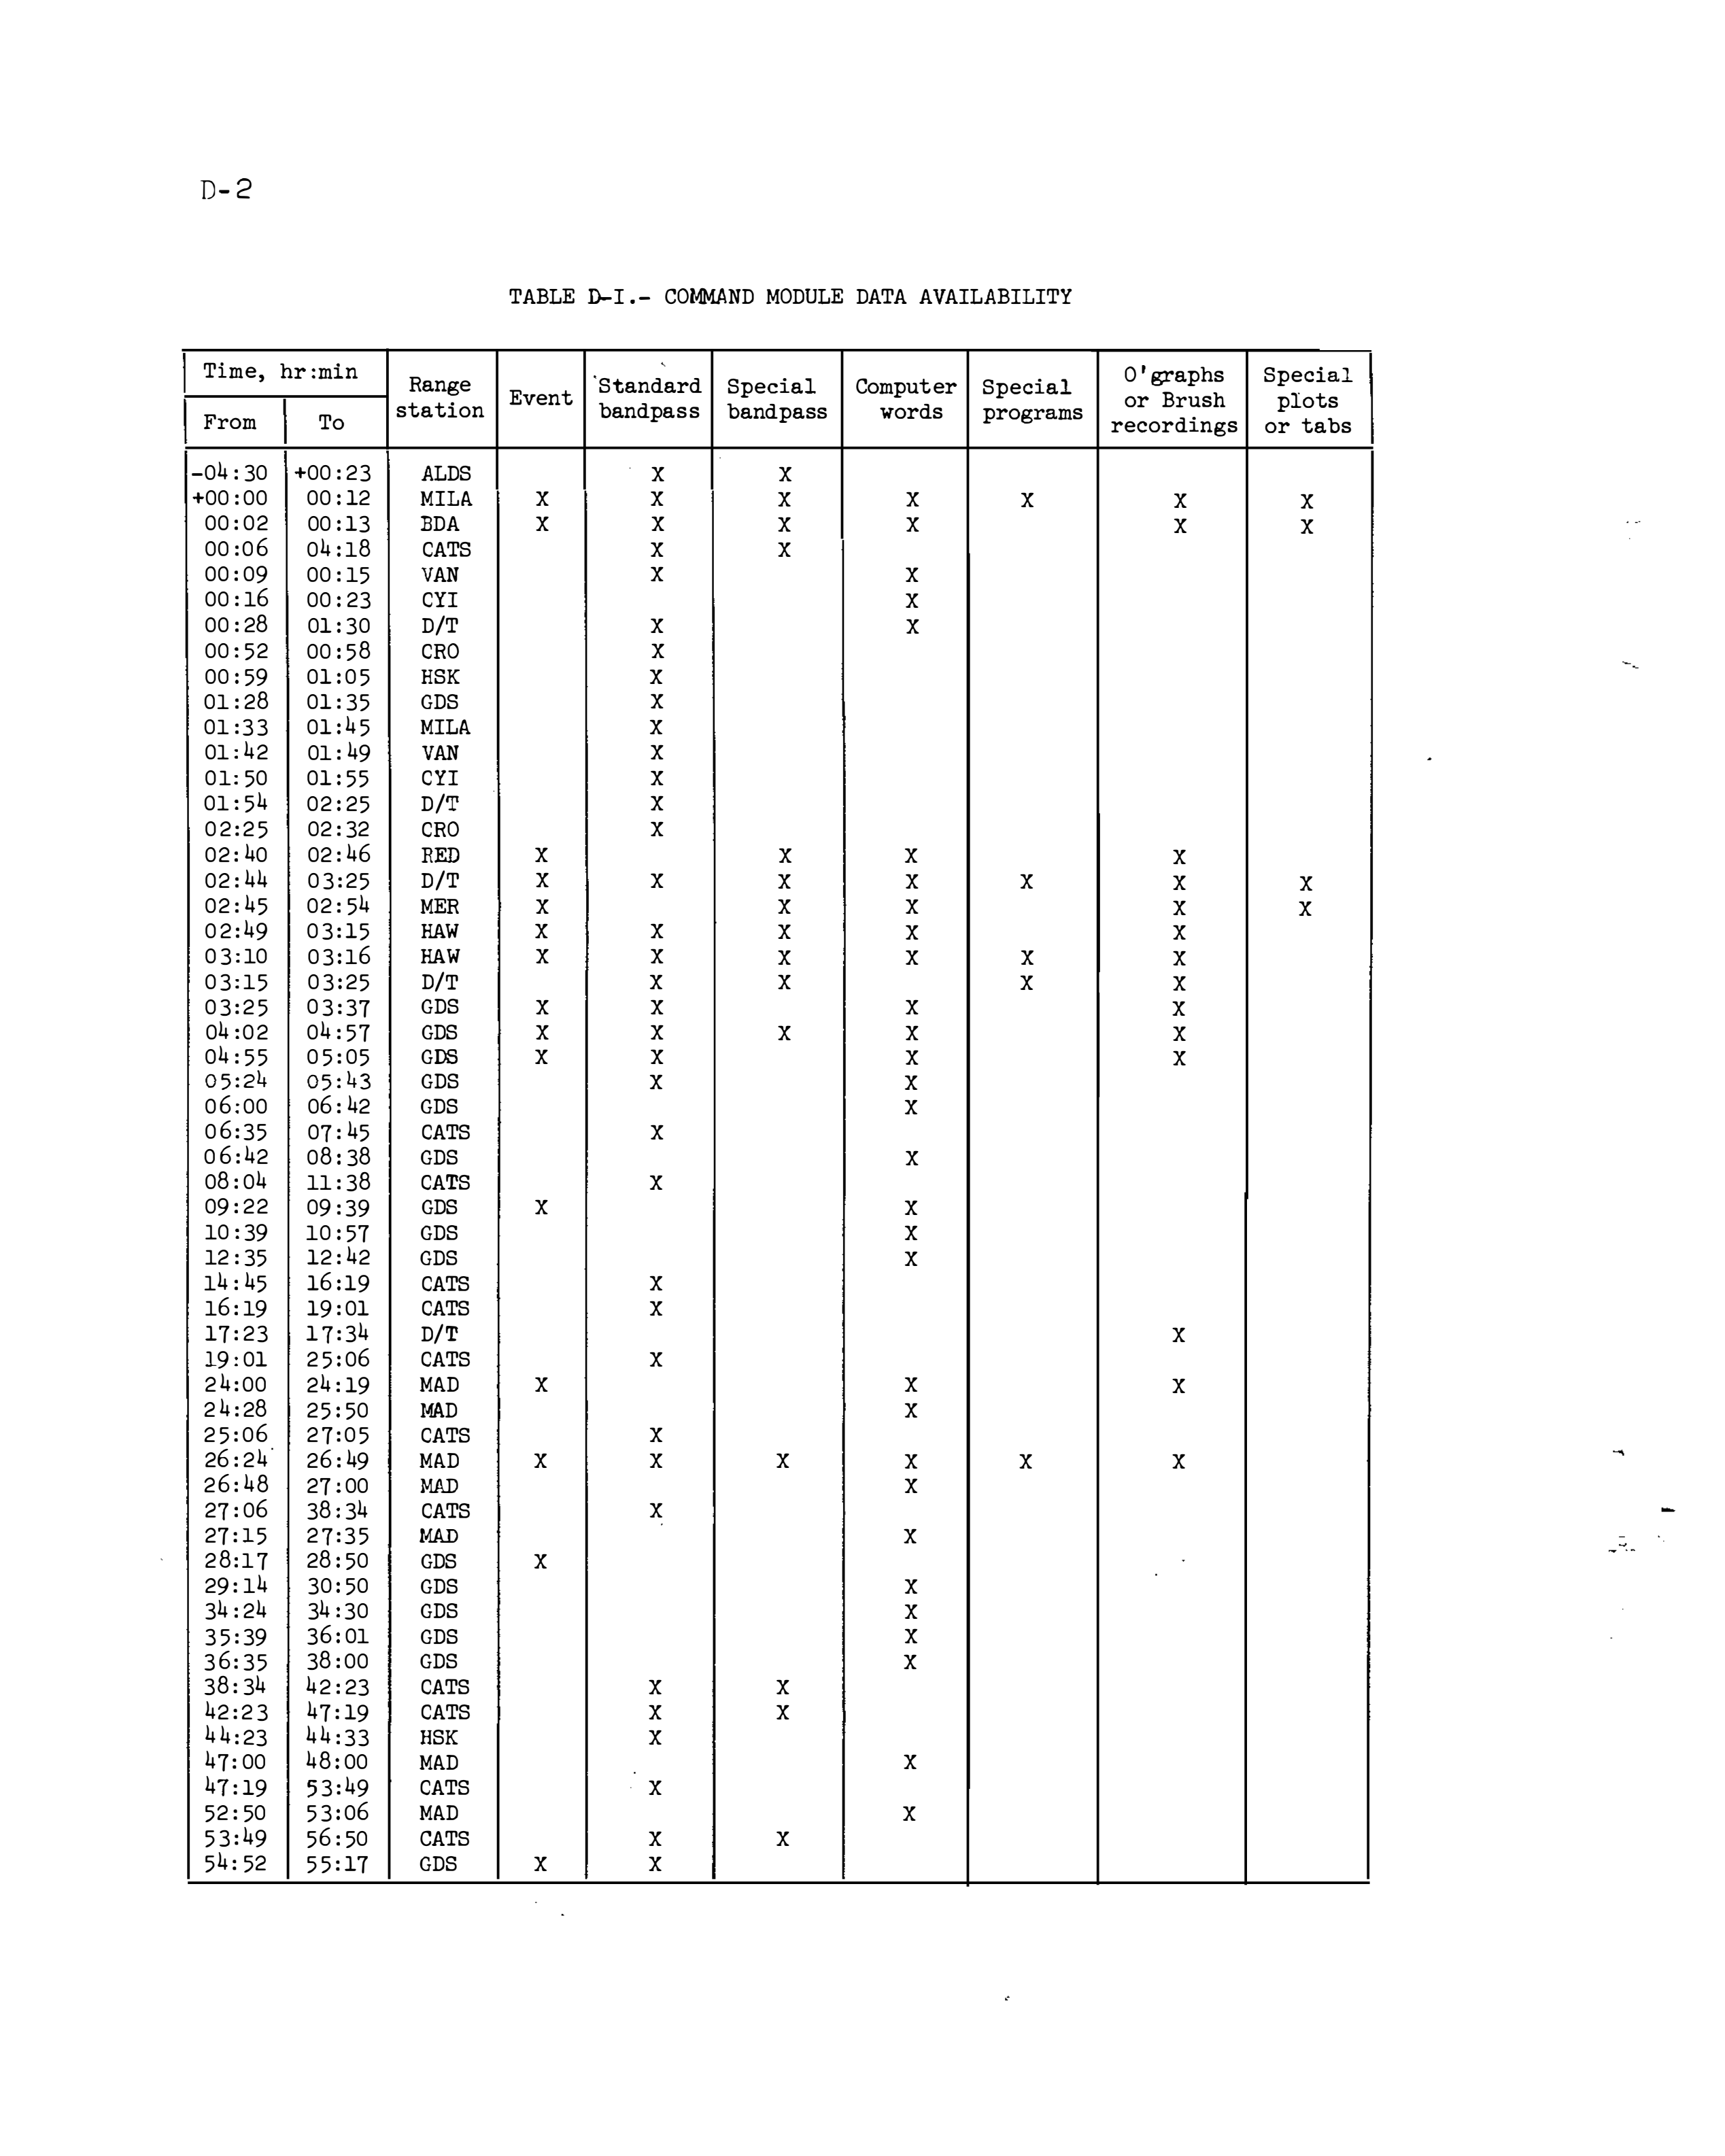 D-2
TABLE D-I.- COMMAND MODULE DATA AVAILABILITY
Time, hr:min Range station Event Standard bandpass Special bandpass Computer words Special programs O'graphs or Brush recordings Special plots or tabs
From To
-04:30 +00:23 ALDS X X
+00:00 00:12 MILA X X X X X X X
00:02 00:13 BDA X X X X X X
00:06 04:18 CATS X X
00:09 00:15 VAN X X
00:16 00:23 CYI X
00:28 01:30 D/T X X
00:52 00:58 CRO X
00:59 01:05 HSK X
01:28 01:35 GDS X
01:33 01:45 MILA X
01:42 01:49 VAN X
01:50 01:55 CYI X
01:54 02:25 D/T X
02:25 02:32 CRO X
02:40 02:46 RED X X X X
02:44 03:25 D/T X X X X X X X
02:45 02:54 MER X X X X X
02:49 03:15 HAW X X X X X
03:10 03:16 HAW X X X X X X
03:15 03:25 D/T X X X X
03:25 03:37 GDS X X X X
04:02 04:57 GDS X X X X X
04:55 05:05 GDS X X X X
05:24 05:43 GDS X X
06:00 06:42 GDS X
06:35 07:45 CATS X
06:42 08:38 GDS X
08:04 11:38 CATS X
09:22 09:39 GDS X X
10:39 10:57 GDS X
12:35 12:42 GDS X
14:45 16:19 CATS X
16:19 19:01 CATS X
17:23 17:34 D/T X
19:01 25:06 CATS X
24:00 24:19 MAD X X X
24:28 25:50 MAD X
25:06 27:05 CATS X
26:24 26:49 MAD X X X X X X
26:48 27:00 MAD X
27:06 38:34 CATS X
27:15 27:35 MAD X
28:17 28:50 GDS X
29:14 30:50 GDS X
34:24 34:30 GDS X
35:39 36:01 GDS X
36:35 38:00 GDS X
38:34 42:23 CATS X X
42:23 47:19 CATS X X
44:23 44:33 HSK X
47:00 48:00 MAD X
47:19 53:49 CATS X
52:50 53:06 MAD X
53:49 56:50 CATS X X
54:52 55:17 GDS X X